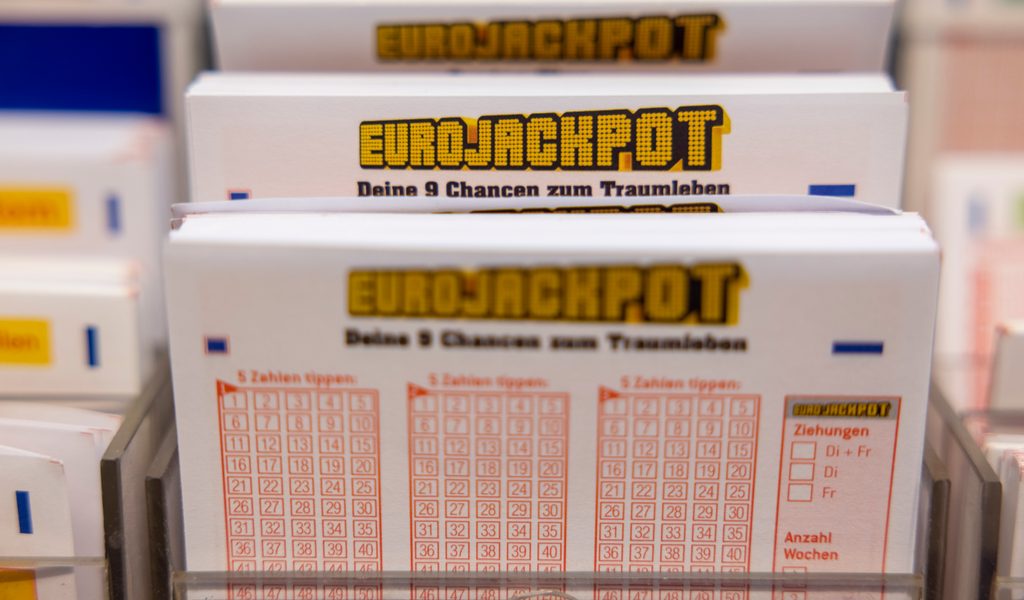 EUROJACKPOT
EUROJACKPOT
Deine 9 Chancen zum Traumleben
EUROJACKPOT
Deine 9 Chancen zum Traumleben
5 Zahlen tippen: 5 Zahlen tippen: 5 Zahlen tippen:
1 2 3 4 5 1 2 3 4 5 1 2 3 4 5
6 7 8 9 10 6 7 8 9 10 6 7 8 9 10
11 12 13 14 15 11 12 13 14 15 11 12 13 14 15
16 17 18 19 20 16 17 18 19 20 16 17 18 19 20
21 22 23 24 25 21 22 23 24 25 21 22 23 24 25
26 27 28 29 30 26 27 28 29 30 26 27 28 29 30
31 32 33 34 35 31 32 33 34 35 31 32 33 34 35
36 37 38 39 40 36 37 38 39 40 36 37 38 39 40
EUROJACKPOT
Ziehungen
Di + Fr
Di
Fr
Anzahl
Wochen